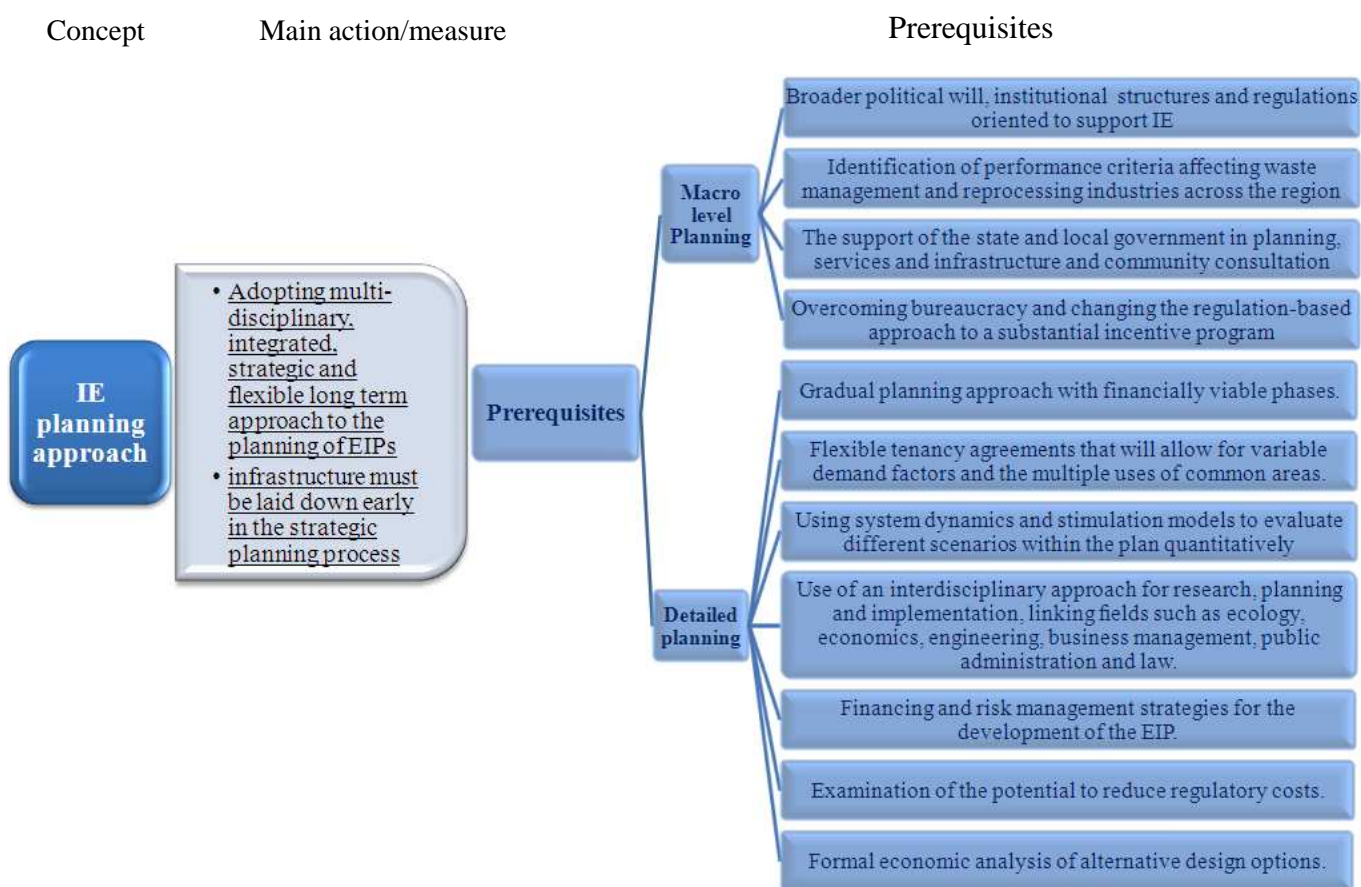 Concept
Main action/measure
Prerequisites
IE
planning
approach
• Adopting multi-
disciplinary,
integrated,
strategic and
flexible long term
approach to the
planning of EIPs
• infrastructure must
be laid down early
in the strategic
planning process
Prerequisites
Macro
level
Planning
Broader political will, institutional structures and regulations
oriented to support IE
Identification of performance criteria affecting waste
management and reprocessing industries across the region
The support of the state and local government in planning,
services and infrastructure and community consultation
Overcoming bureaucracy and changing the regulation-based
approach to a substantial incentive program
Detailed
planning
Gradual planning approach with financially viable phases.
Flexible tenancy agreements that will allow for variable
demand factors and the multiple uses of common areas.
Using system dynamics and stimulation models to evaluate
different scenarios within the plan quantitatively
Use of an interdisciplinary approach for research, planning
and implementation, linking fields such as ecology,
economics, engineering, business management, public
administration and law.
Financing and risk management strategies for the
development of the EIP.
Examination of the potential to reduce regulatory costs.
Formal economic analysis of alternative design options.